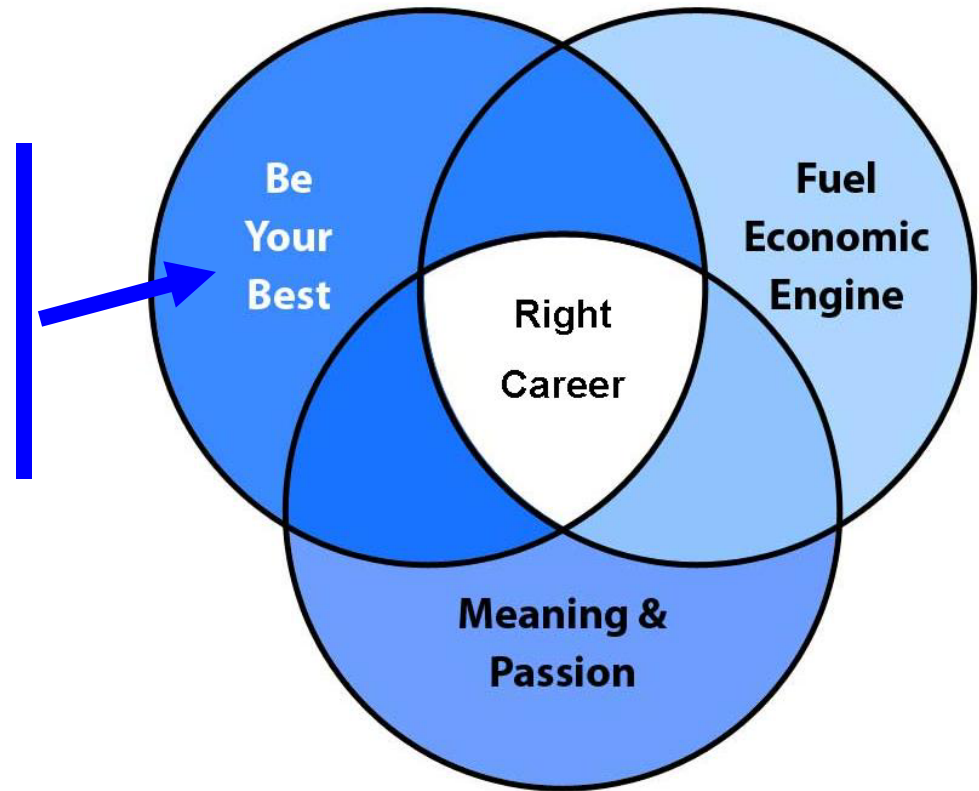 Be
Your
Best
Fuel
Economic
Engine
Right
Career
Meaning &
Passion